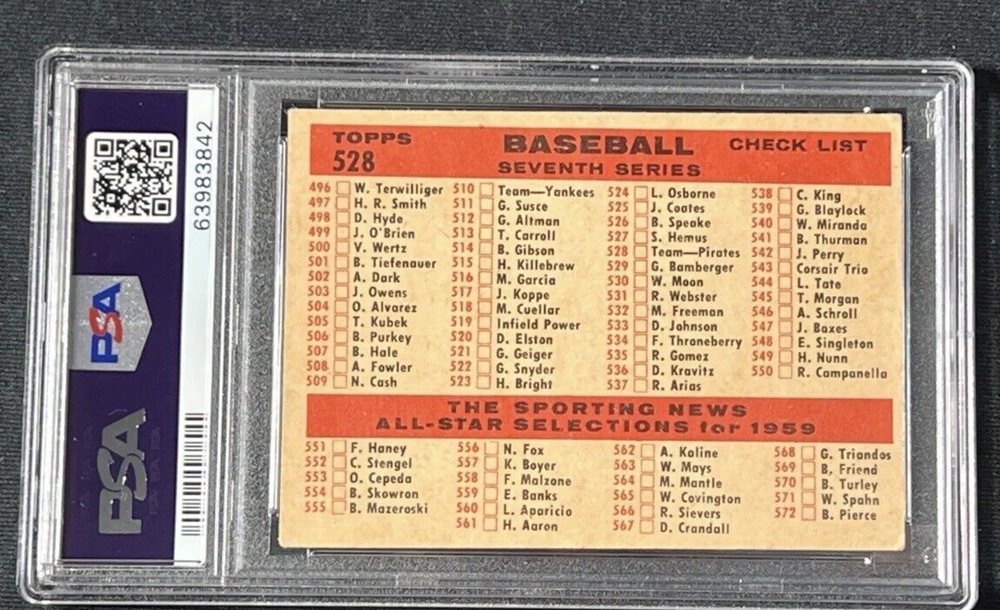 63983842
PSA
PSA
TOPPS
528
BASEBALL
SEVENTH SERIES
CHECK LIST
496 W. Terwilliger
497 H. R. Smith
498 D. Hyde
499 J. O'Brien
500 V. Wertz
501 B. Tiefenauer
502 A. Dark
503 J. Owens
504 O. Alvarez
505 T. Kubek
506 B. Purkey
507 B. Hale
508 A. Fowler
509 N. Cash
510 Team—Yankees
511 G. Susce
512 G. Altman
513 T. Carroll
514 B. Gibson
515 H. Killebrew
516 M. Garcia
517 J. Koppe
518 M. Cuellar
519 Infield Power
520 D. Elston
521 G. Geiger
522 G. Snyder
523 H. Bright
524 L. Osborne
525 J. Coates
526 B. Speake
527 S. Hemus
528 Team—Pirates
529 G. Bamberger
530 W. Moon
531 R. Webster
532 M. Freeman
533 D. Johnson
534 F. Throneberry
535 R. Gomez
536 D. Kravitz
537 R. Arias
538 C. King
539 G. Blaylock
540 W. Miranda
541 B. Thurman
542 J. Perry
543 Corsair Trio
544 L. Tate
545 T. Morgan
546 A. Schroll
547 J. Baxes
548 E. Singleton
549 H. Nunn
550 R. Campanella
THE SPORTING NEWS
ALL-STAR SELECTIONS for 1959
551 F. Haney
552 C. Stengel
553 O. Cepeda
554 B. Skowron
555 B. Mazeroski
556 N. Fox
557 K. Boyer
558 F. Malzone
559 E. Banks
560 L. Aparicio
561 H. Aaron
562 A. Kaline
563 W. Mays
564 M. Mantle
565 W. Covington
566 R. Sievers
567 D. Crandall
568 G. Triandos
569 B. Friend
570 B. Turley
571 W. Spahn
572 B. Pierce